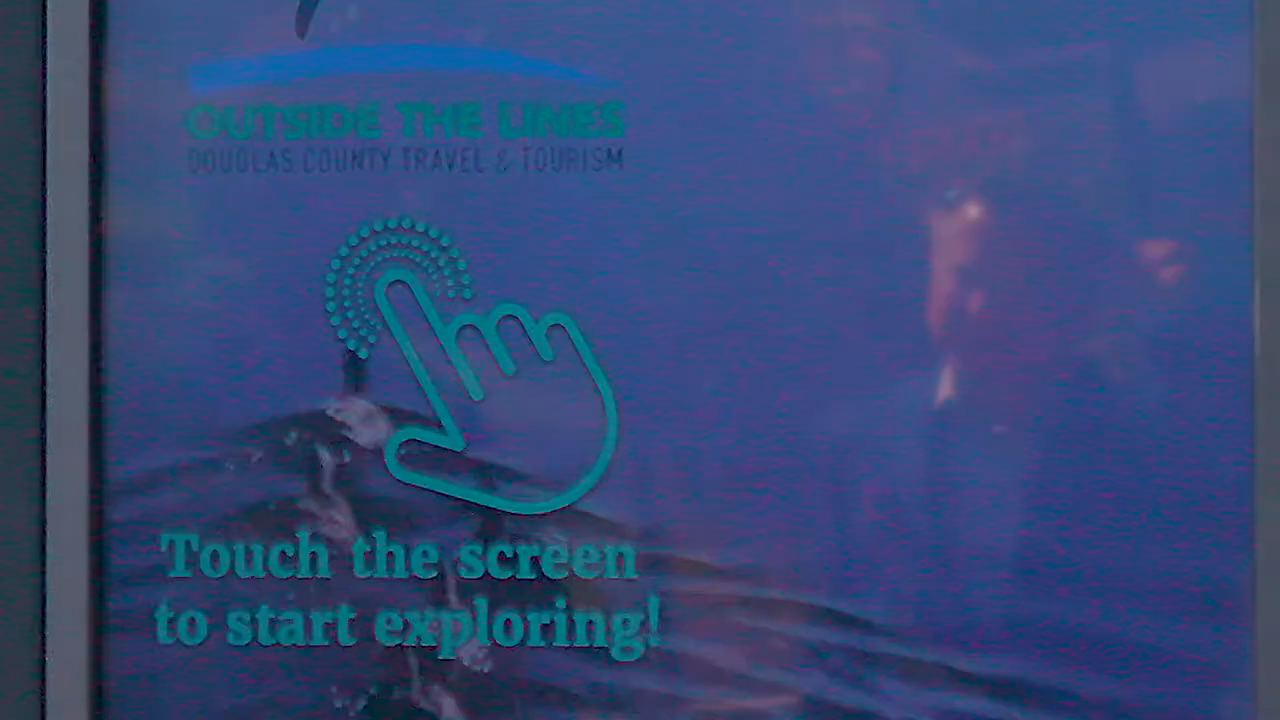 OUTSIDE THE LINES
DOUGLAS COUNTY TRAVEL & TOURISM
Touch the screen
to start exploring!